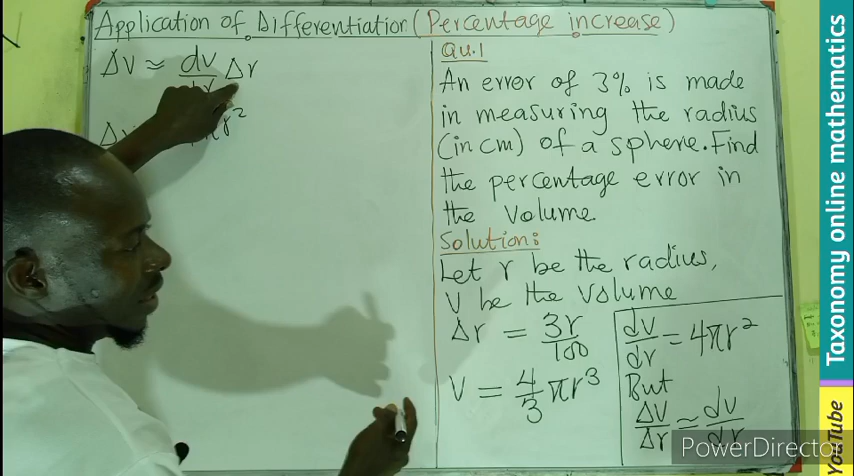 Application of Differentiation (Percentage increase)
ΔV ≈ dV/dr Δr
r²
Qu.1
An error of 3% is made
in measuring the radius
(in cm) of a sphere. Find
the percentage error in
the volume.
Solution:
Let r be the radius,
V be the volume
Δr = 3r/100
V = 4/3 πr³
dV/dr = 4πr²
But
ΔV/Δr ≈ dV/dr
PowerDirector
Taxonomy online mathematics
YouTube